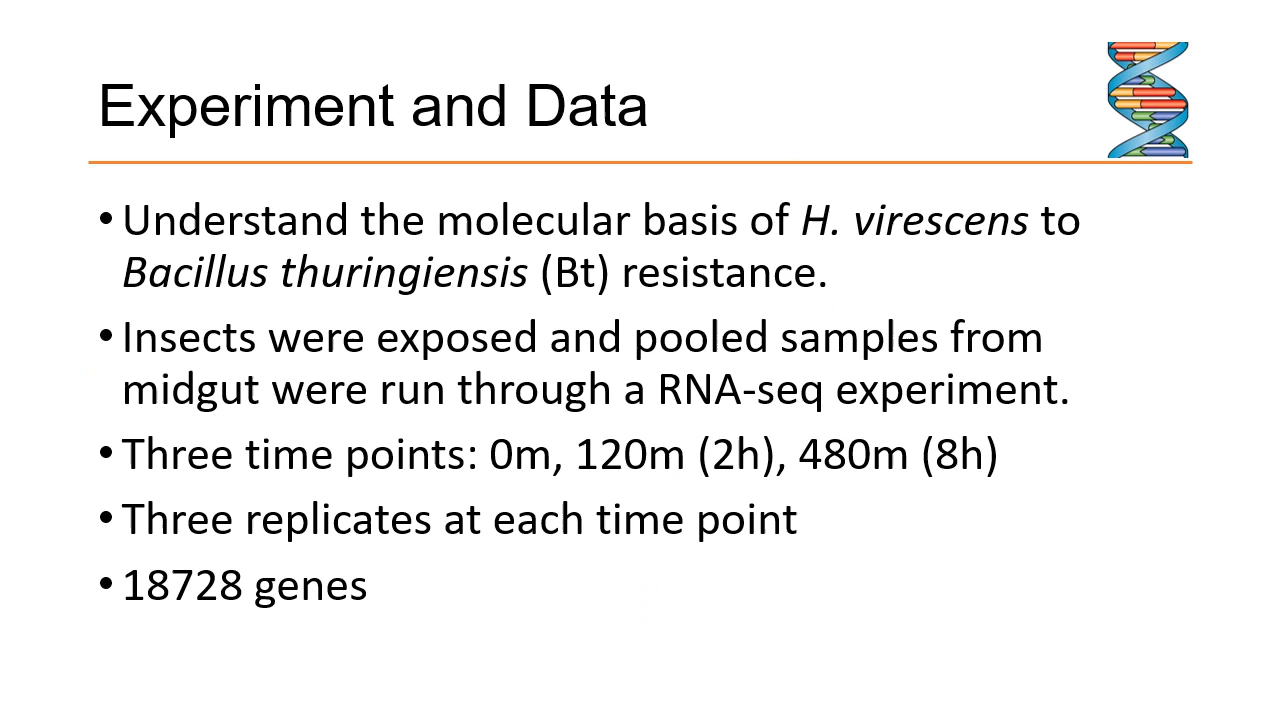 Experiment and Data
• Understand the molecular basis of H. virescens to
Bacillus thuringiensis (Bt) resistance.
• Insects were exposed and pooled samples from
midgut were run through a RNA-seq experiment.
• Three time points: 0m, 120m (2h), 480m (8h)
• Three replicates at each time point
• 18728 genes